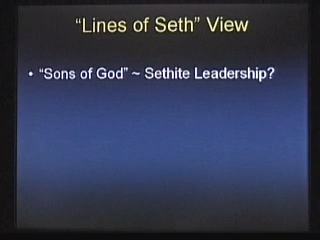 “Lines of Seth” View
• “Sons of God” ~ Sethite Leadership?